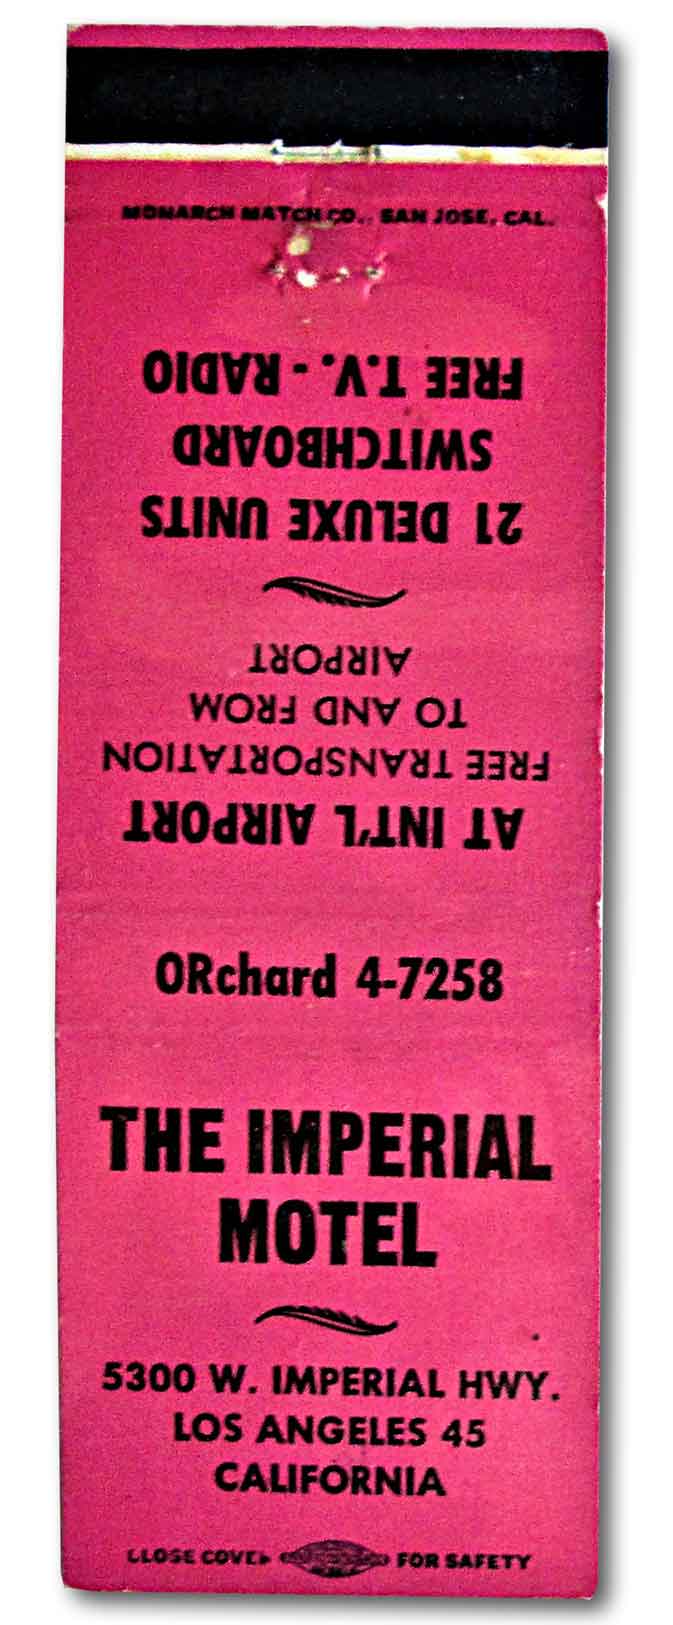 MONARCH MATCH CO., SAN JOSE, CAL.
AT INT'L AIRPORT
FREE TRANSPORTATION
TO AND FROM
AIRPORT
21 DELUXE UNITS
SWITCHBOARD
FREE T.V. - RADIO
ORchard 4-7258
THE IMPERIAL
MOTEL
5300 W. IMPERIAL HWY.
LOS ANGELES 45
CALIFORNIA
CLOSE COVER FOR SAFETY